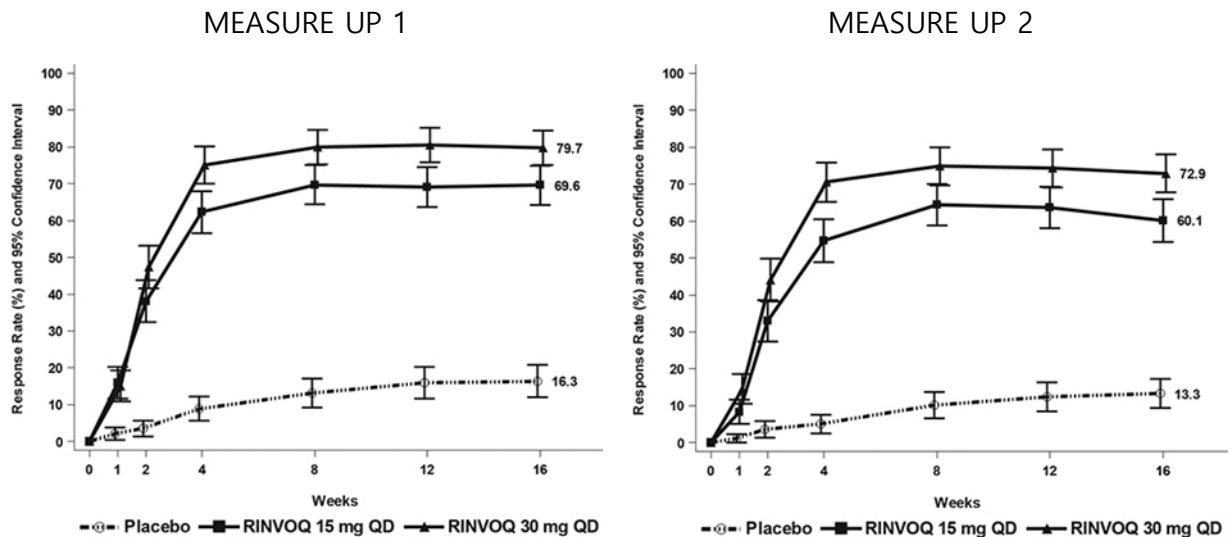 MEASURE UP 1
Response Rate (%) and 95% Confidence Interval
100
90
80
70
60
50
40
30
20
10
0
79.7
69.6
16.3
0 1 2 4 8 12 16
Weeks
Placebo RINVOQ 15 mg QD RINVOQ 30 mg QD
MEASURE UP 2
Response Rate (%) and 95% Confidence Interval
100
90
80
70
60
50
40
30
20
10
0
72.9
60.1
13.3
0 1 2 4 8 12 16
Weeks
Placebo RINVOQ 15 mg QD RINVOQ 30 mg QD